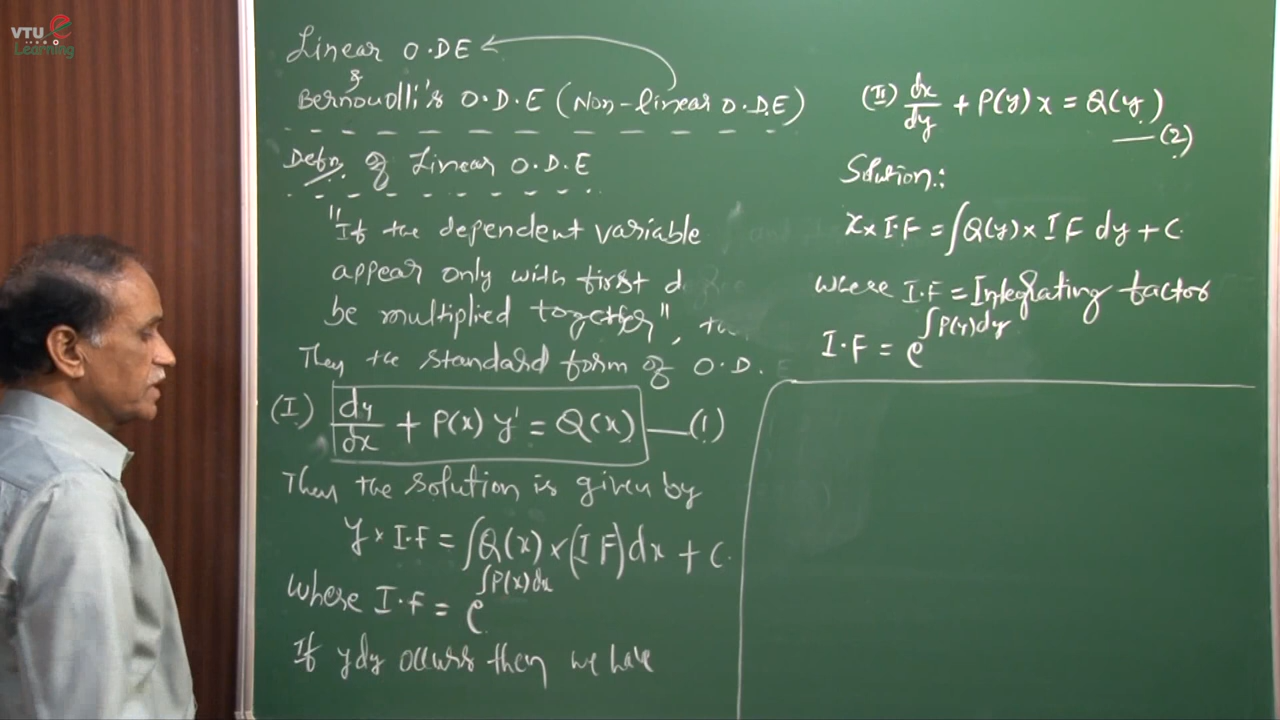 VTU e
Learning
Linear O.DE
&
Bernouolli's O.D.E (Non-linear O.D.E)
Defn. of Linear O.D.E
"If the dependent variable
appear only with first d
be multiplied together",
Then the standard form of O.D.E
(I) dy/dx + P(x) y' = Q(x) — (1)
Then the solution is given by
y × I.F = ∫Q(x) × (I F) dx + C.
where I.F = e^∫P(x)dx
If ydy occurs then we have
(II) dx/dy + P(y) x = Q(y) — (2)
Solution.:
x × I.F = ∫Q(y) × I F dy + C
where I.F = Integrating factor
I.F = e^∫P(y)dy